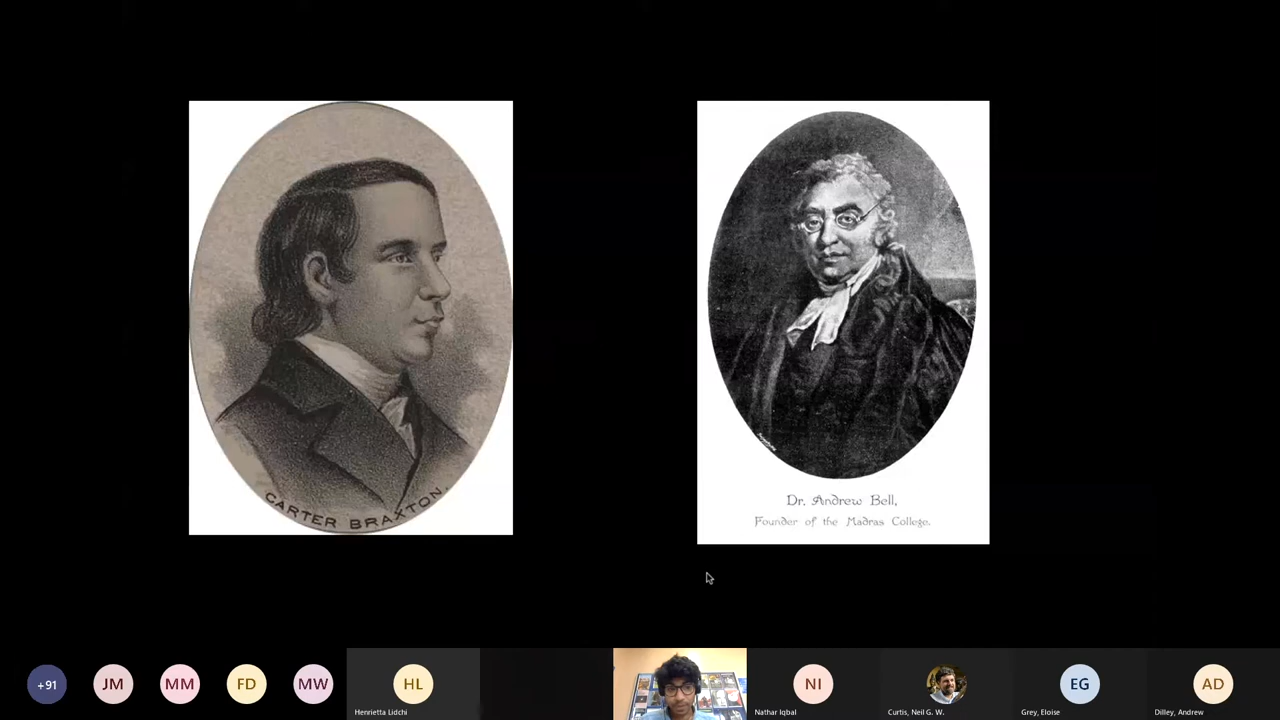 CARTER BRAXTON.
Dr. Andrew Bell,
Founder of the Madras College.
+91
JM
MM
FD
MW
HL
Henrietta Lidchi
NI
Nathar Iqbal
Curtis, Neil G. W.
EG
Grey, Eloise
AD
Dilley, Andrew